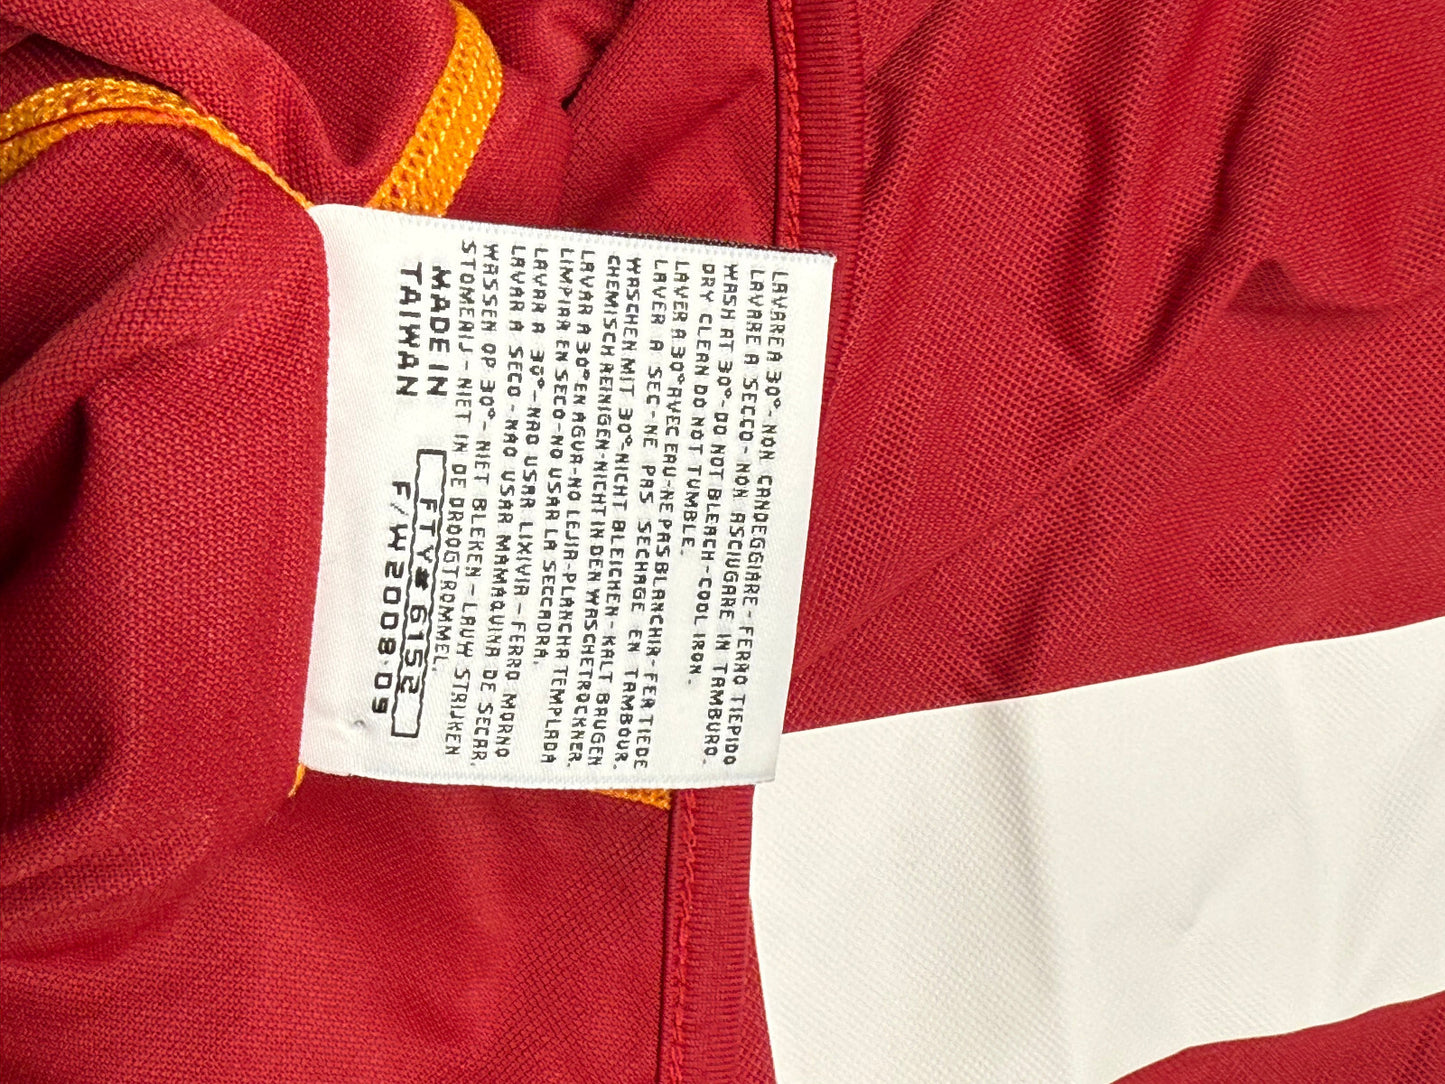 LAVARE A 30°-NON CANDEGGIARE-FERRO TIEPIDO
LAVARE A SECCO-NON ASCIUGARE IN TAMBURO.
WASH AT 30°-DO NOT BLEACH-COOL IRON-
DRY CLEAN DO NOT TUMBLE.
LAVER A 30° AVEC EAU-NE PAS BLANCHIR-FER TIEDE
LAVER A SEC-NE PAS SECHAGE EN TAMBOUR.
WASCHEN MIT 30°-NICHT BLEICHEN-KALT BAUGEN
CHEMISCH REINIGEN-NICHT IN DEN WASCHETROCKNER.
LAVAR A 30° EN AGUA-NO LEJIA-PLANCHA TEMPLADA
LIMPIAR EN SECO-NO USAR LA SECCADRA.
LAVAR A 30°-NAO USAR LIXIVIA-FERRO MORNO
LAVAR A SECO-NAO USAR MAMAQUINA DE SECAR.
WASSEN OP 30°-NIET BLEKEN-LAUW STRIJKEN
STOMERIJ-NIET IN DE DROOGTROMMEL.
MADE IN
TAIWAN
FTY# 6152
F/W2008-09